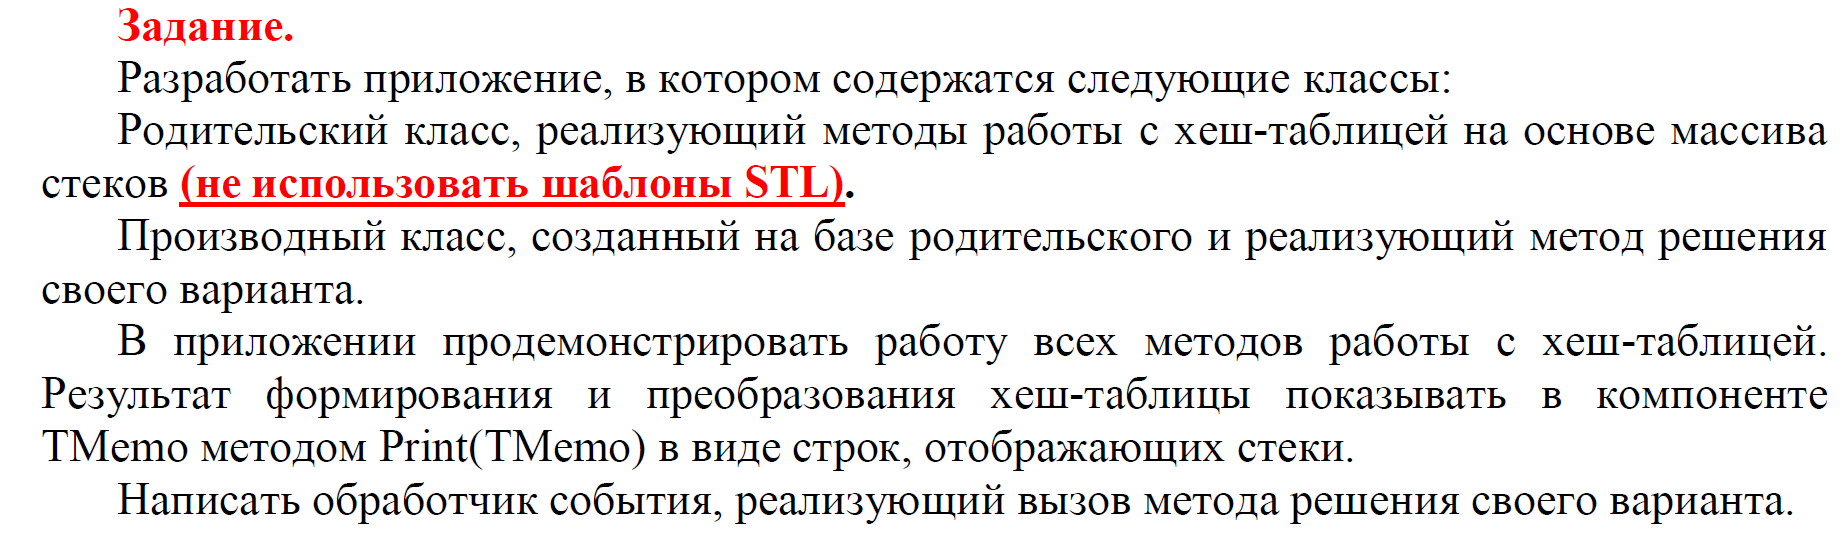 Задание.
Разработать приложение, в котором содержатся следующие классы:
Родительский класс, реализующий методы работы с хеш-таблицей на основе массива
стеков (не использовать шаблоны STL).
Производный класс, созданный на базе родительского и реализующий метод решения
своего варианта.
В приложении продемонстрировать работу всех методов работы с хеш-таблицей.
Результат формирования и преобразования хеш-таблицы показывать в компоненте
TMemo методом Print(TMemo) в виде строк, отображающих стеки.
Написать обработчик события, реализующий вызов метода решения своего варианта.